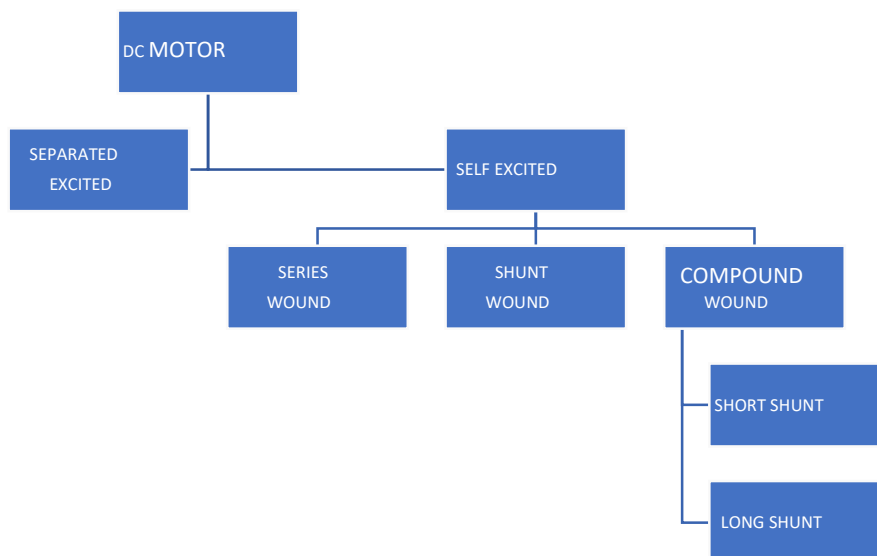 DC MOTOR
SEPARATED
EXCITED
SELF EXCITED
SERIES
WOUND
SHUNT
WOUND
COMPOUND
WOUND
SHORT SHUNT
LONG SHUNT